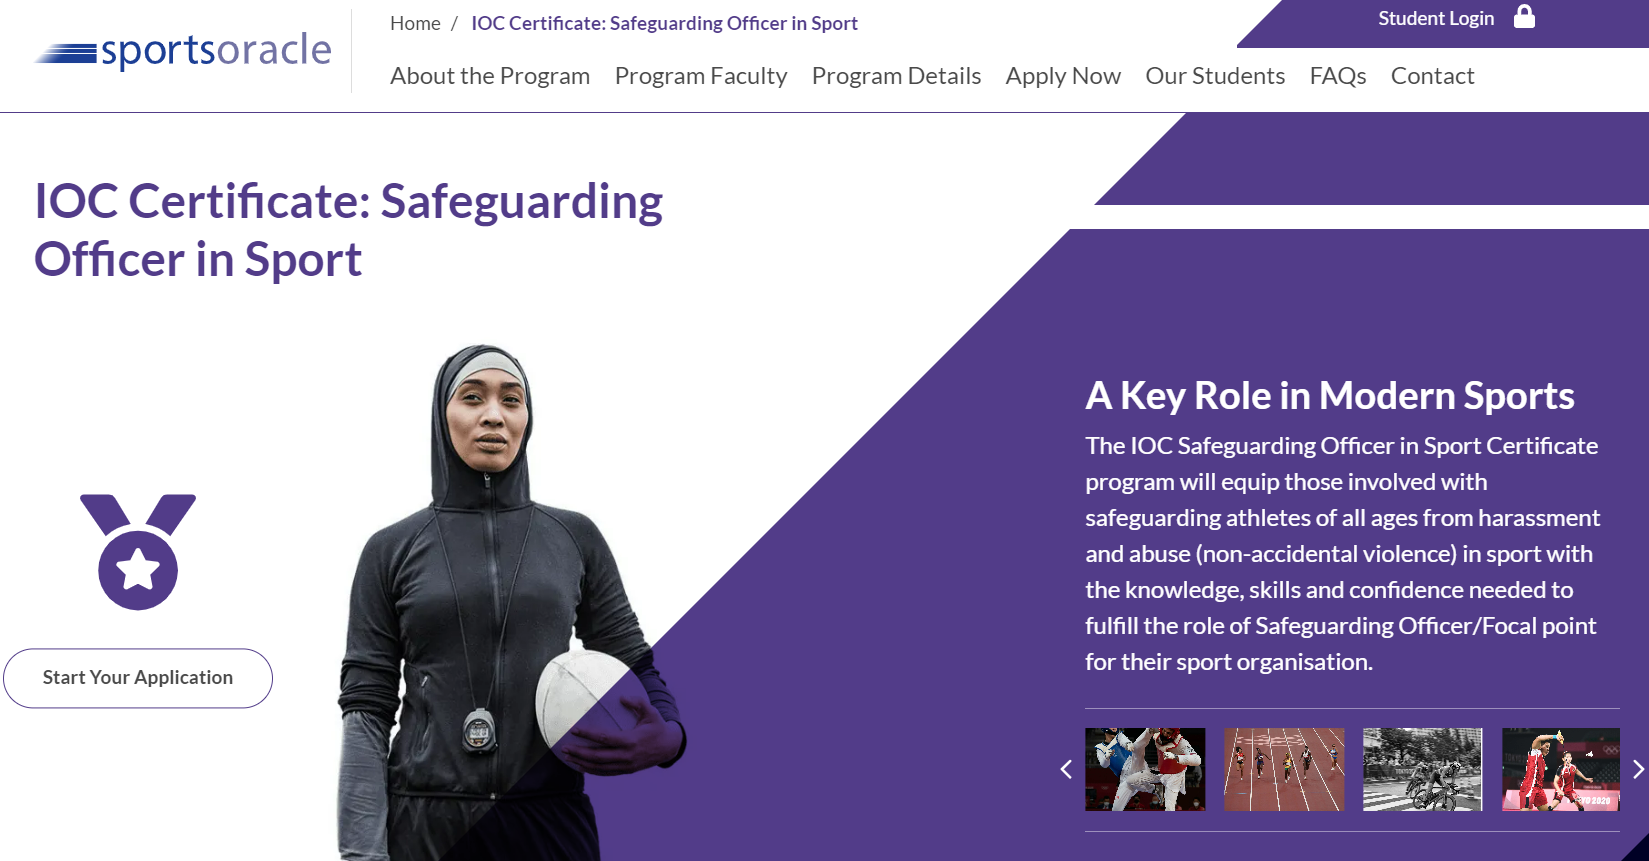 sportsoracle
Home / IOC Certificate: Safeguarding Officer in Sport
Student Login
About the Program Program Faculty Program Details Apply Now Our Students FAQs Contact
IOC Certificate: Safeguarding
Officer in Sport
Start Your Application
A Key Role in Modern Sports
The IOC Safeguarding Officer in Sport Certificate
program will equip those involved with
safeguarding athletes of all ages from harassment
and abuse (non-accidental violence) in sport with
the knowledge, skills and confidence needed to
fulfill the role of Safeguarding Officer/Focal point
for their sport organisation.